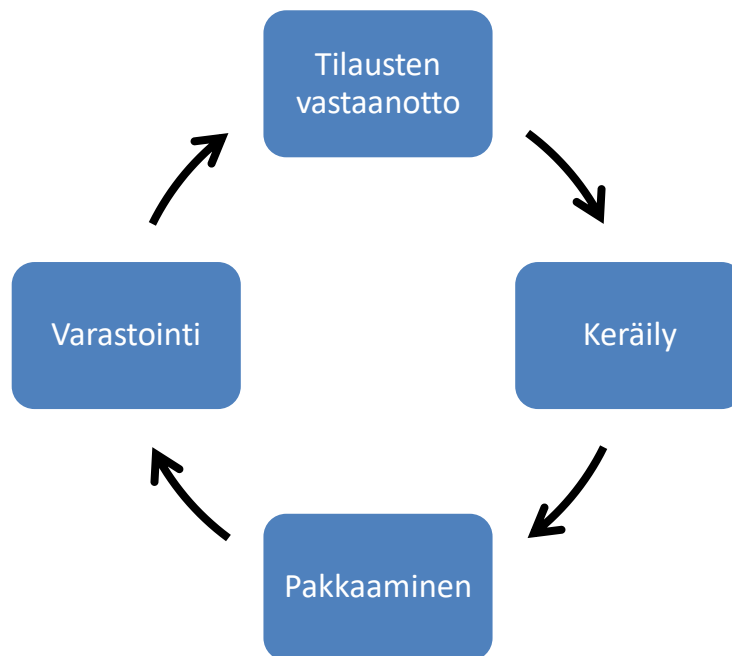 Tilausten
vastaanotto
Keräily
Pakkaaminen
Varastointi